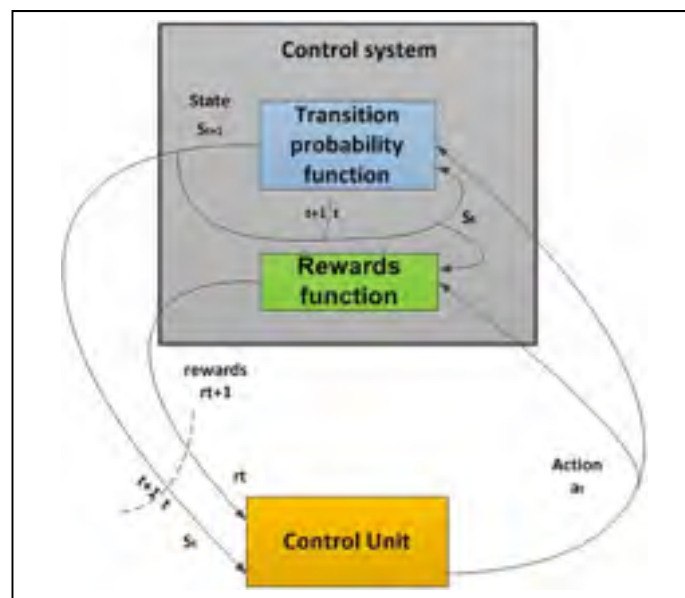 Control system
State
Sₜ₊₁
Transition
probability
function
t+1 t
Sₜ
Rewards
function
rewards
rt+1
t+1 t
rt
Action
aₜ
Sₜ
Control Unit